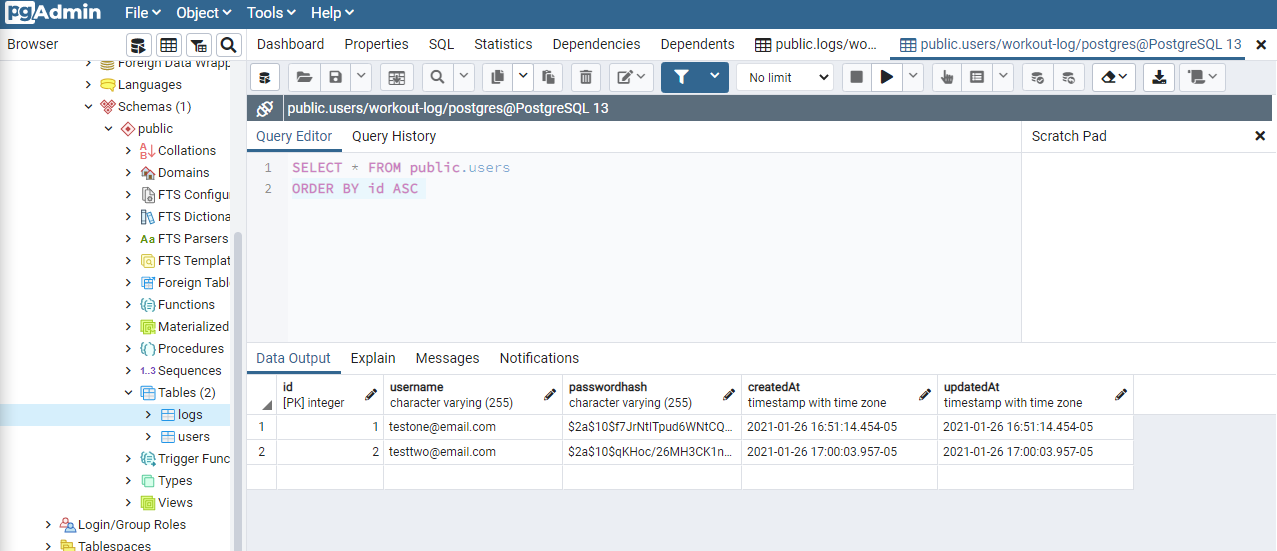 pgAdmin File Object Tools Help
Browser Dashboard Properties SQL Statistics Dependencies Dependents public.logs/wo... public.users/workout-log/postgres@PostgreSQL 13
Foreign Data Wrapp
Languages
Schemas (1)
public
Collations
Domains
FTS Configu
FTS Dictiona
FTS Parsers
FTS Templat
Foreign Tabl
Functions
Materialized
Procedures
1..3 Sequences
Tables (2)
logs
users
Trigger Func
Types
Views
Login/Group Roles
Tablespaces
No limit
public.users/workout-log/postgres@PostgreSQL 13
Query Editor Query History Scratch Pad
1 SELECT * FROM public.users
2 ORDER BY id ASC
Data Output Explain Messages Notifications
id username passwordhash createdAt updatedAt
[PK] integer character varying (255) character varying (255) timestamp with time zone timestamp with time zone
1 1 testone@email.com $2a$10$f7JrNtITpud6WNtCQ... 2021-01-26 16:51:14.454-05 2021-01-26 16:51:14.454-05
2 2 testtwo@email.com $2a$10$qKHoc/26MH3CK1n... 2021-01-26 17:00:03.957-05 2021-01-26 17:00:03.957-05